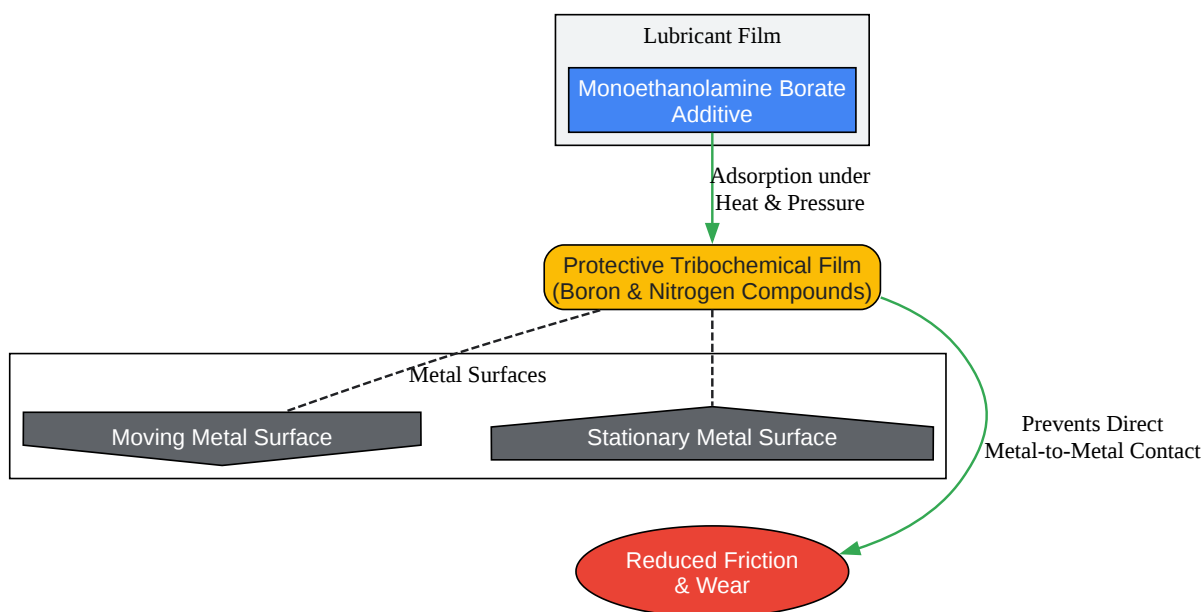 Lubricant Film
Monoethanolamine Borate
Additive
Adsorption under
Heat & Pressure
Protective Tribochemical Film
(Boron & Nitrogen Compounds)
Metal Surfaces
Moving Metal Surface
Stationary Metal Surface
Prevents Direct
Metal-to-Metal Contact
Reduced Friction
& Wear